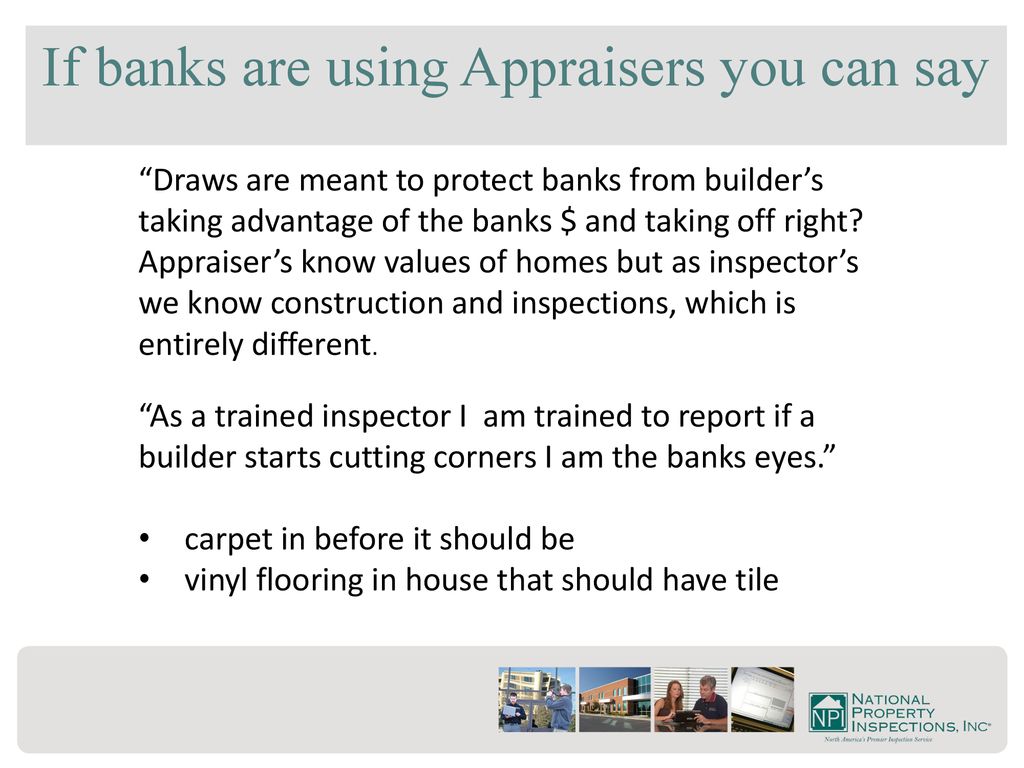 If banks are using Appraisers you can say
“Draws are meant to protect banks from builder’s
taking advantage of the banks $ and taking off right?
Appraiser’s know values of homes but as inspector’s
we know construction and inspections, which is
entirely different.
“As a trained inspector I  am trained to report if a
builder starts cutting corners I am the banks eyes.”
• carpet in before it should be
• vinyl flooring in house that should have tile
NPI
NATIONAL
PROPERTY
INSPECTIONS, INC®
North America's Premier Inspection Service